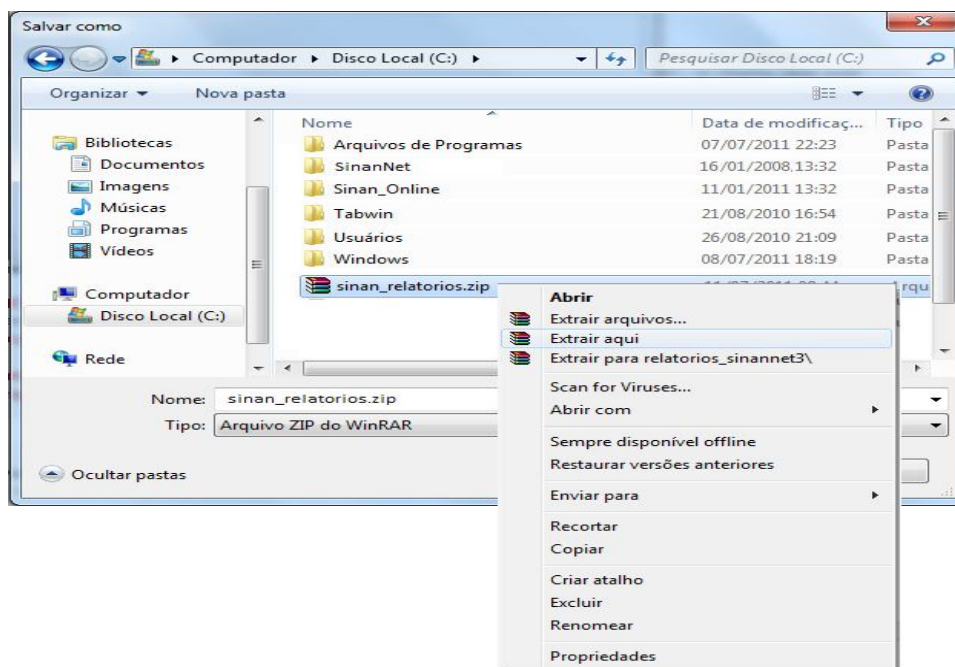 Salvar como
Computador Disco Local (C:) Pesquisar Disco Local (C:)
Organizar Nova pasta
Nome Data de modificaç... Tipo
Bibliotecas
Documentos
Imagens
Músicas
Programas
Vídeos
Computador
Disco Local (C:)
Rede
Arquivos de Programas 07/07/2011 22:23 Pasta
SinanNet 16/01/2008,13:32 Pasta
Sinan_Online 11/01/2011 13:32 Pasta
Tabwin 21/08/2010 16:54 Pasta
Usuários 26/08/2010 21:09 Pasta
Windows 08/07/2011 18:19 Pasta
sinan_relatorios.zip
Nome: sinan_relatorios.zip
Tipo: Arquivo ZIP do WinRAR
Ocultar pastas
Abrir
Extrair arquivos...
Extrair aqui
Extrair para relatorios_sinannet3\
Scan for Viruses...
Abrir com
Sempre disponível offline
Restaurar versões anteriores
Enviar para
Recortar
Copiar
Criar atalho
Excluir
Renomear
Propriedades